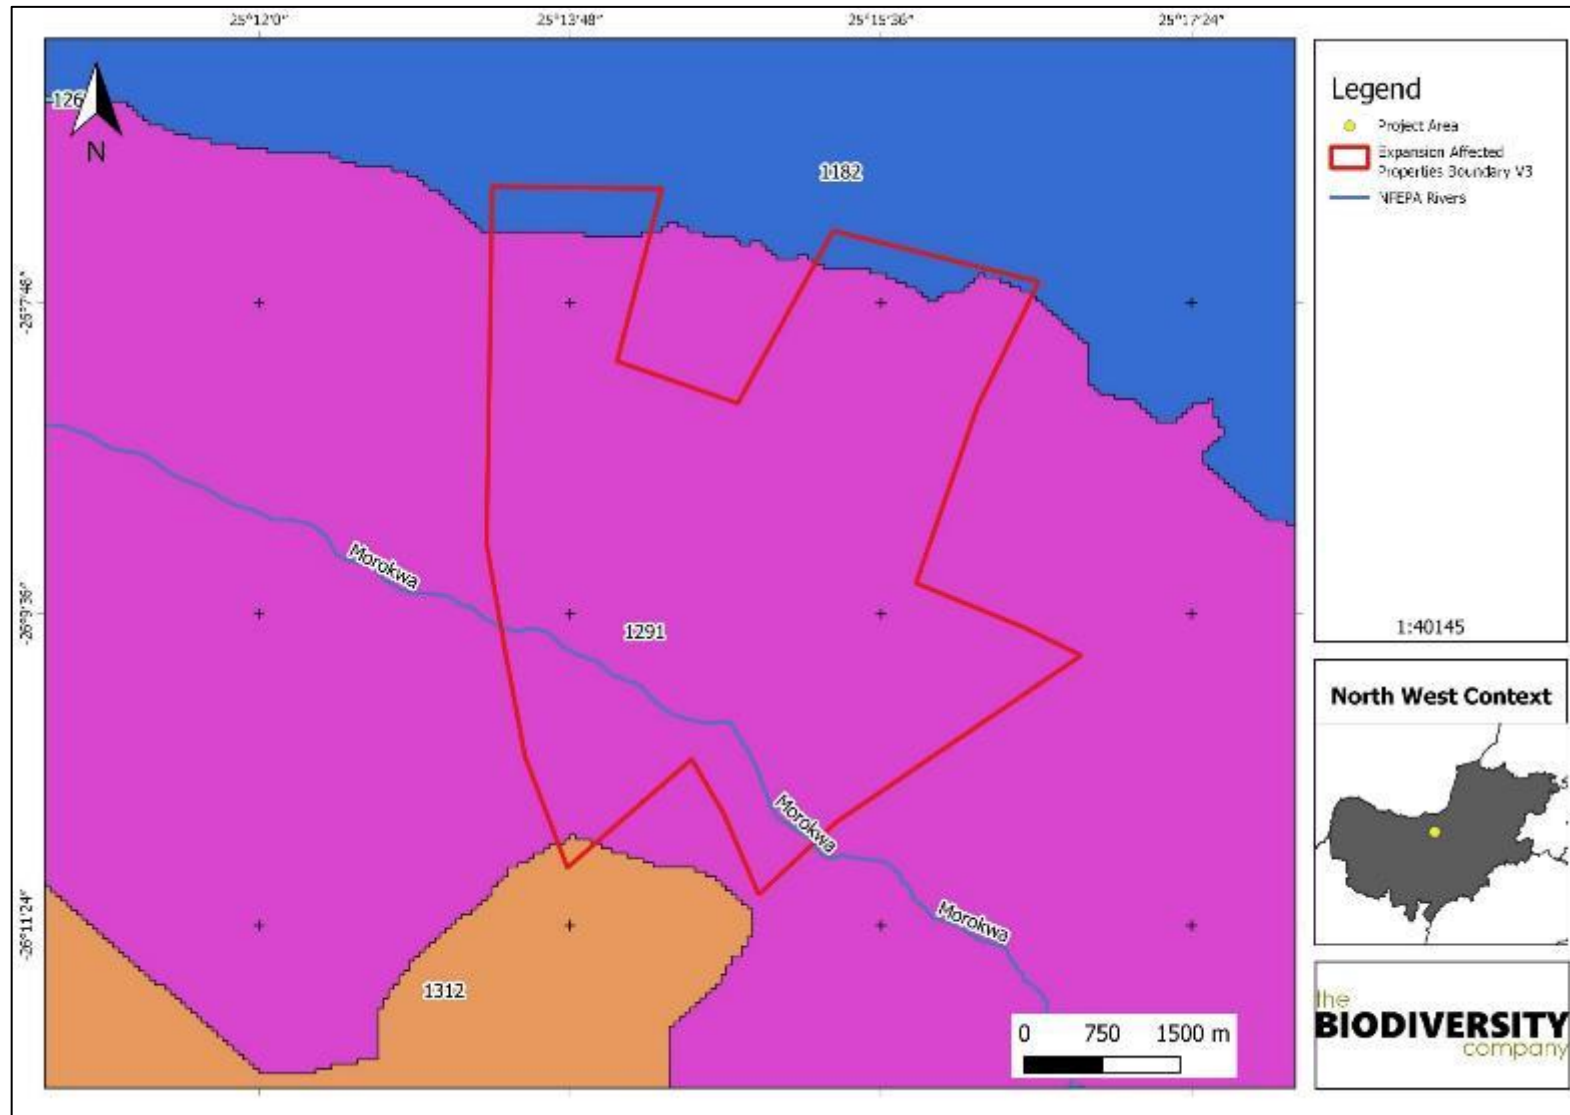 25°12'0"
25°13'48"
25°15'36"
25°17'24"
126
N
1182
-26°7'48"
Morokwa
1291
-26°9'36"
Morokwa
Morokwa
-26°11'24"
1312
0 750 1500 m
Legend
Project Area
Expansion Affected
Properties Boundary V3
NFEPA Rivers
1:40145
North West Context
the
BIODIVERSITY
company